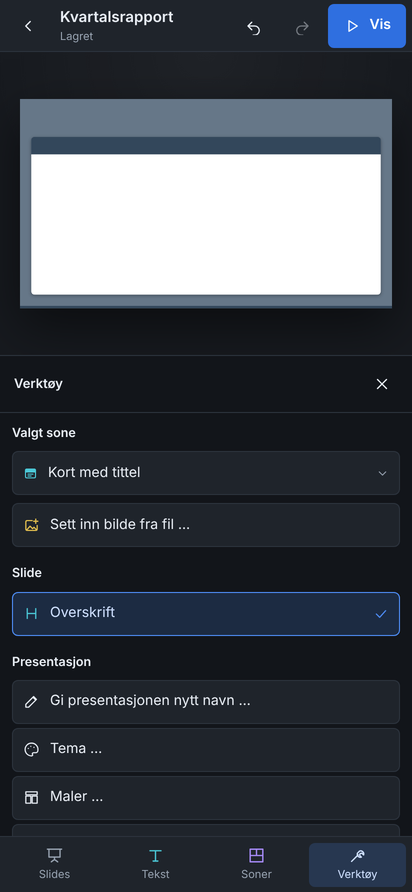 Kvartalsrapport
Lagret
Vis
Verktøy
Valgt sone
Kort med tittel
Sett inn bilde fra fil ...
Slide
Overskrift
Presentasjon
Gi presentasjonen nytt navn ...
Tema ...
Maler ...
Slides
Tekst
Soner
Verktøy